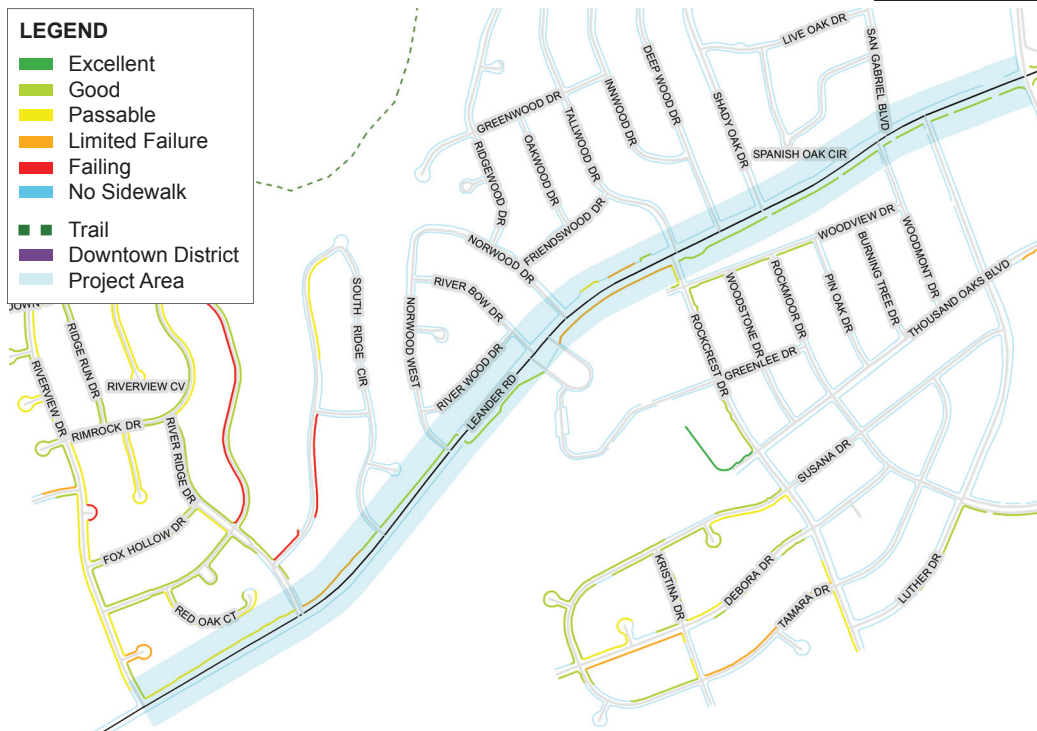 LEGEND
Excellent
Good
Passable
Limited Failure
Failing
No Sidewalk
Trail
Downtown District
Project Area
LIVE OAK DR
SAN GABRIEL BLVD
DEEP WOOD DR
SHADY OAK DR
INNWOOD DR
GREENWOOD DR
TALLWOOD DR
OAKWOOD DR
RIDGEWOOD DR
SPANISH OAK CIR
FRIENDSWOOD DR
NORWOOD DR
WOODVIEW DR
WOODMONT DR
BURNING TREE DR
PIN OAK DR
ROCKMOOR DR
WOODSTONE DR
THOUSAND OAKS BLVD
SOUTH RIDGE CIR
NORWOOD WEST
RIVER BOW DR
RIVER WOOD DR
LEANDER RD
ROCKCREST DR
GREENLEE DR
DOWN
RIDGE RUN DR
RIVERVIEW DR
RIVERVIEW CV
RIMROCK DR
RIVER RIDGE DR
FOX HOLLOW DR
RED OAK CT
SUSANA DR
KRISTINA DR
DEBORA DR
TAMARA DR
LUTHER DR